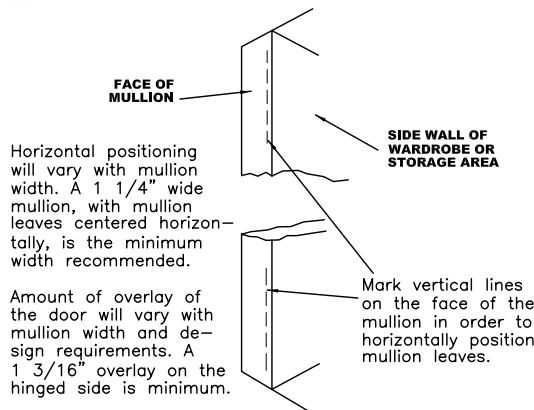 FACE OF
MULLION
SIDE WALL OF
WARDROBE OR
STORAGE AREA
Horizontal positioning
will vary with mullion
width. A 1 1/4" wide
mullion, with mullion
leaves centered horizon-
tally, is the minimum
width recommended.
Amount of overlay of
the door will vary with
mullion width and de-
sign requirements. A
1 3/16" overlay on the
hinged side is minimum.
Mark vertical lines
on the face of the
mullion in order to
horizontally position
mullion leaves.